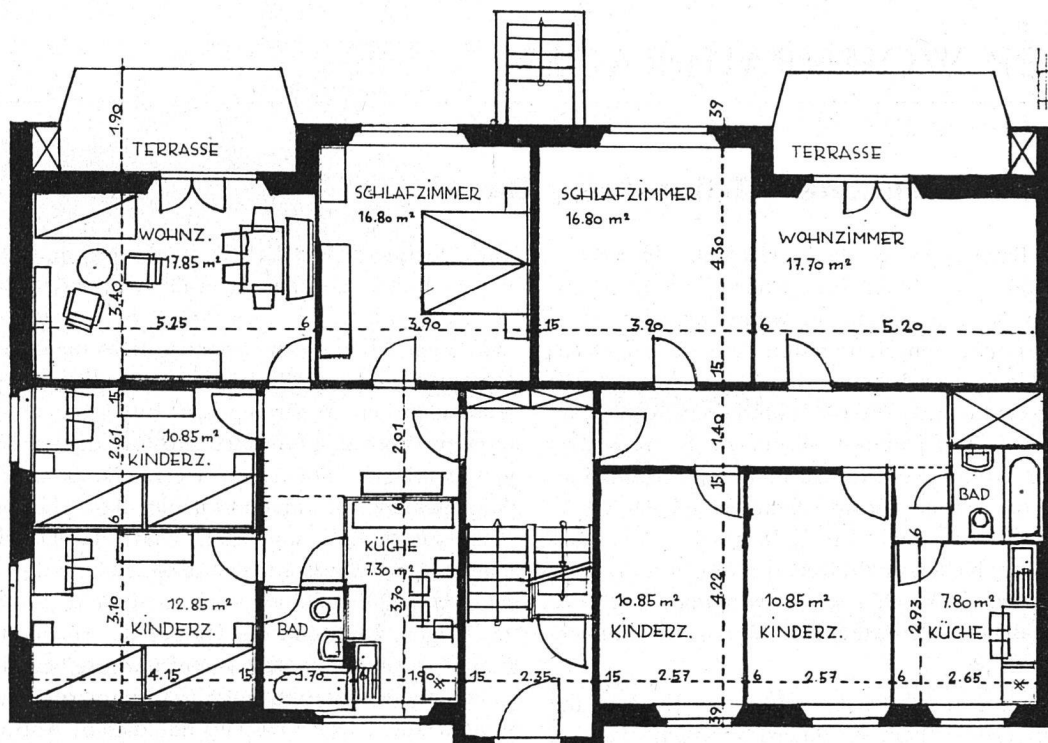 39
1.90
TERRASSE
TERRASSE
SCHLAFZIMMER
16.80 m²
SCHLAFZIMMER
16.80 m²
WOHNZ.
17.85 m²
WOHNZIMMER
17.70 m²
4.30
3.40
5.25
6
3.90
15
3.90
6
5.20
15
15
10.85 m²
KINDERZ.
2.61
2.01
1.40
15
6
6
BAD
KÜCHE
7.30 m²
3.70
12.85 m²
KINDERZ.
3.10
BAD
10.85 m²
KINDERZ.
4.22
10.85 m²
KINDERZ.
6
2.93
7.80 m²
KÜCHE
4.15
15
1.70
6
1.90
15
2.35
15
2.57
6
2.57
6
2.65
39